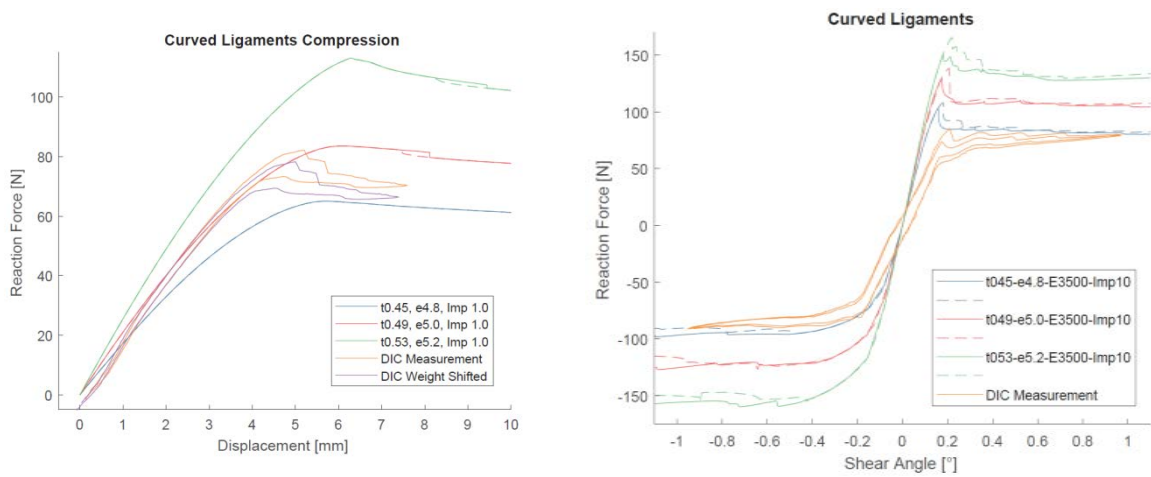 Curved Ligaments Compression
Reaction Force [N]
100
80
60
40
20
0
t0.45, e4.8, Imp 1.0
t0.49, e5.0, Imp 1.0
t0.53, e5.2, Imp 1.0
DIC Measurement
DIC Weight Shifted
0 1 2 3 4 5 6 7 8 9 10
Displacement [mm]
Curved Ligaments
Reaction Force [N]
150
100
50
0
-50
-100
-150
t045-e4.8-E3500-Imp10
t049-e5.0-E3500-Imp10
t053-e5.2-E3500-Imp10
DIC Measurement
-1 -0.8 -0.6 -0.4 -0.2 0 0.2 0.4 0.6 0.8 1
Shear Angle [°]